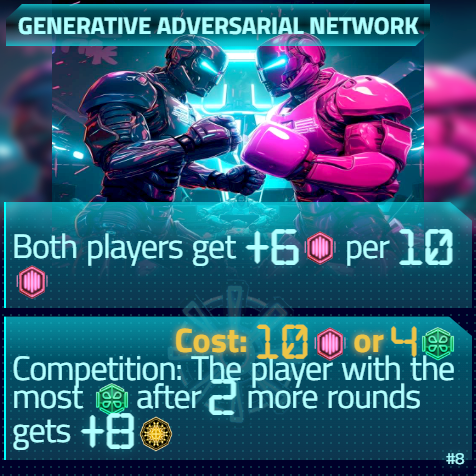 GENERATIVE ADVERSARIAL NETWORK
Both players get +6 per 10
Cost: 10 or 4
Competition: The player with the
most after 2 more rounds
gets +8
#8